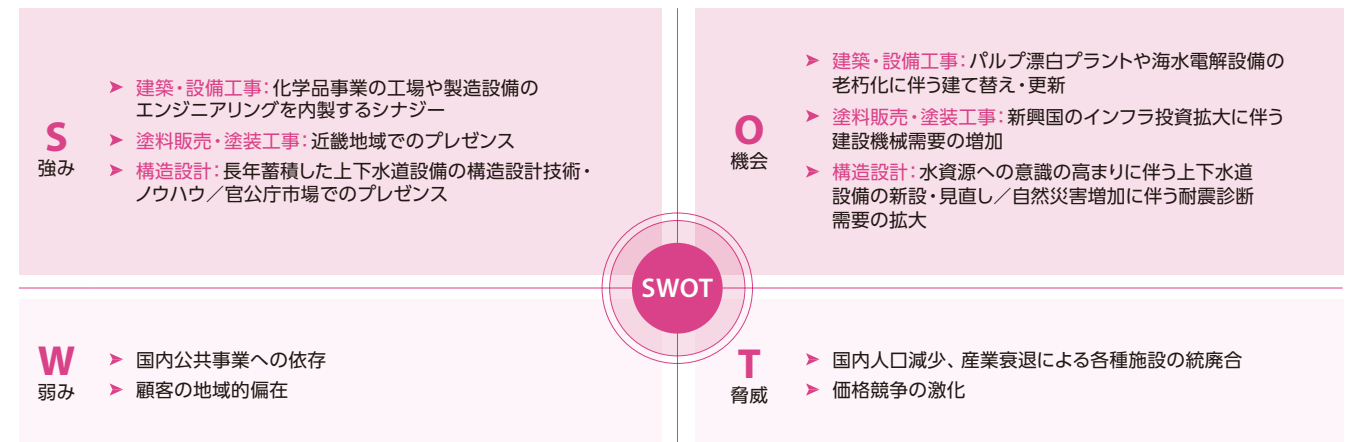 S
強み
➤ 建築・設備工事：化学品事業の工場や製造設備の
エンジニアリングを内製するシナジー
➤ 塗料販売・塗装工事：近畿地域でのプレゼンス
➤ 構造設計：長年蓄積した上下水道設備の構造設計技術・
ノウハウ／官公庁市場でのプレゼンス
O
機会
➤ 建築・設備工事：パルプ漂白プラントや海水電解設備の
老朽化に伴う建て替え・更新
➤ 塗料販売・塗装工事：新興国のインフラ投資拡大に伴う
建設機械需要の増加
➤ 構造設計：水資源への意識の高まりに伴う上下水道
設備の新設・見直し／自然災害増加に伴う耐震診断
需要の拡大
SWOT
W
弱み
➤ 国内公共事業への依存
➤ 顧客の地域的偏在
T
脅威
➤ 国内人口減少、産業衰退による各種施設の統廃合
➤ 価格競争の激化